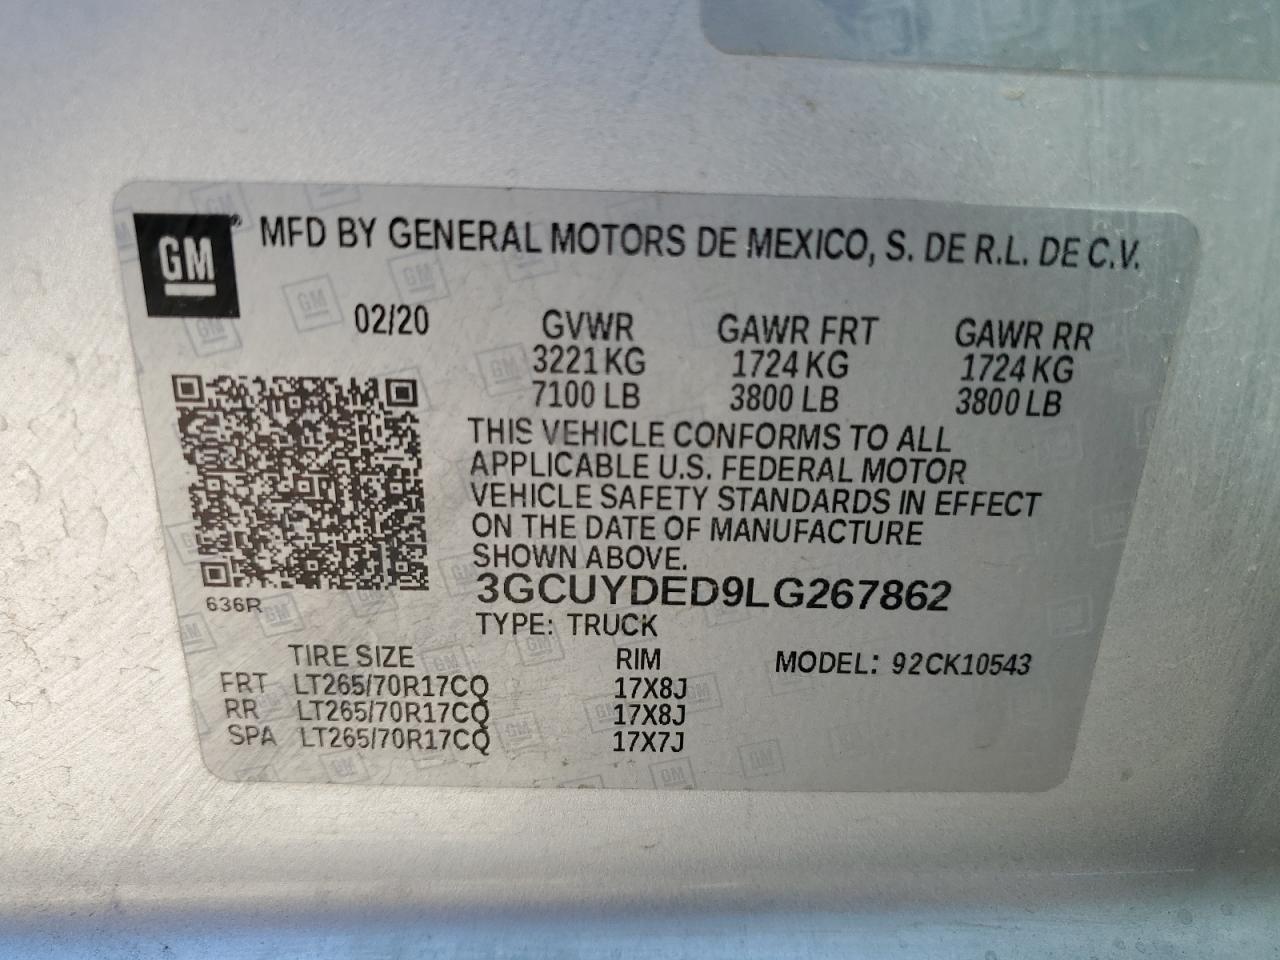 GM® MFD BY GENERAL MOTORS DE MEXICO, S. DE R.L. DE C.V.
02/20 GVWR GAWR FRT GAWR RR
3221 KG 1724 KG 1724 KG
7100 LB 3800 LB 3800 LB
THIS VEHICLE CONFORMS TO ALL
APPLICABLE U.S. FEDERAL MOTOR
VEHICLE SAFETY STANDARDS IN EFFECT
ON THE DATE OF MANUFACTURE
SHOWN ABOVE.
3GCUYDED9LG267862
636R
TYPE: TRUCK
TIRE SIZE RIM MODEL: 92CK10543
FRT LT265/70R17CQ 17X8J
RR LT265/70R17CQ 17X8J
SPA LT265/70R17CQ 17X7J